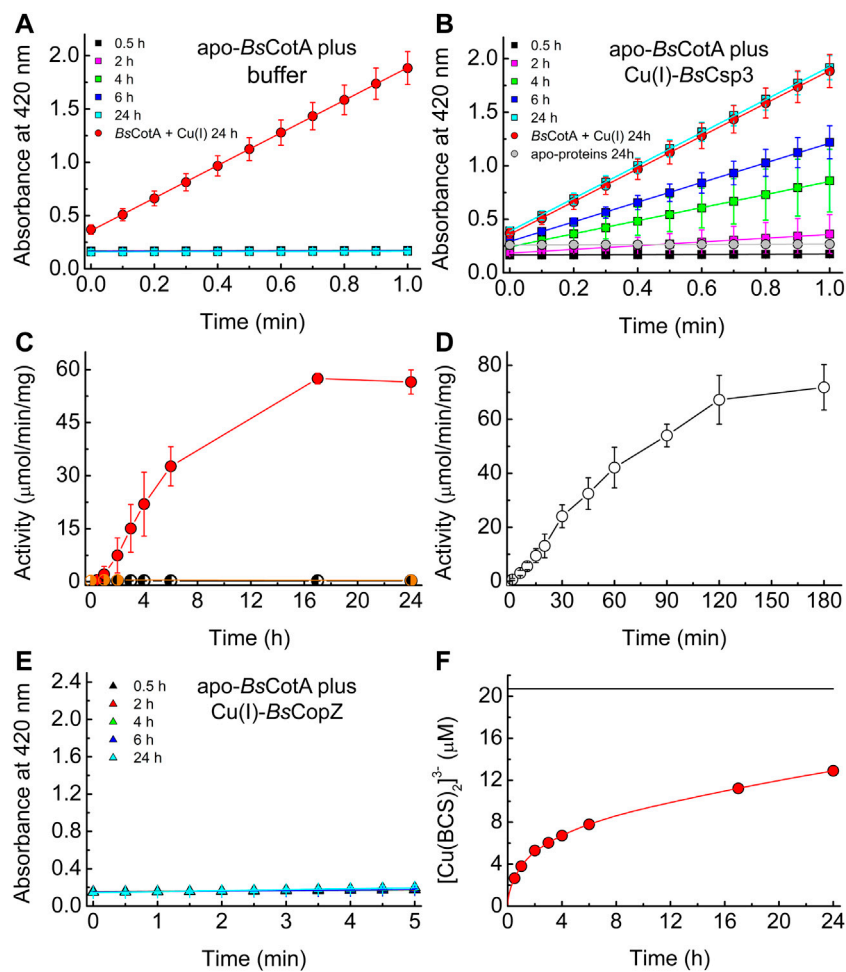 A
apo-BsCotA plus
buffer
0.5 h
2 h
4 h
6 h
24 h
BsCotA + Cu(I) 24 h
Absorbance at 420 nm
2.0
1.5
1.0
0.5
0.0
0.0 0.2 0.4 0.6 0.8 1.0
Time (min)
B
apo-BsCotA plus
Cu(I)-BsCsp3
0.5 h
2 h
4 h
6 h
24 h
BsCotA + Cu(I) 24h
apo-proteins 24h
Absorbance at 420 nm
2.0
1.5
1.0
0.5
0.0
0.0 0.2 0.4 0.6 0.8 1.0
Time (min)
C
Activity (μmol/min/mg)
60
45
30
15
0
0 4 8 12 16 20 24
Time (h)
D
Activity (μmol/min/mg)
80
60
40
20
0
0 30 60 90 120 150 180
Time (min)
E
apo-BsCotA plus
Cu(I)-BsCopZ
0.5 h
2 h
4 h
6 h
24 h
Absorbance at 420 nm
2.4
1.8
1.2
0.6
0.0
0 1 2 3 4 5
Time (min)
F
[Cu(BCS)₂]³⁻ (μM)
20
16
12
8
4
0
0 4 8 12 16 20 24
Time (h)